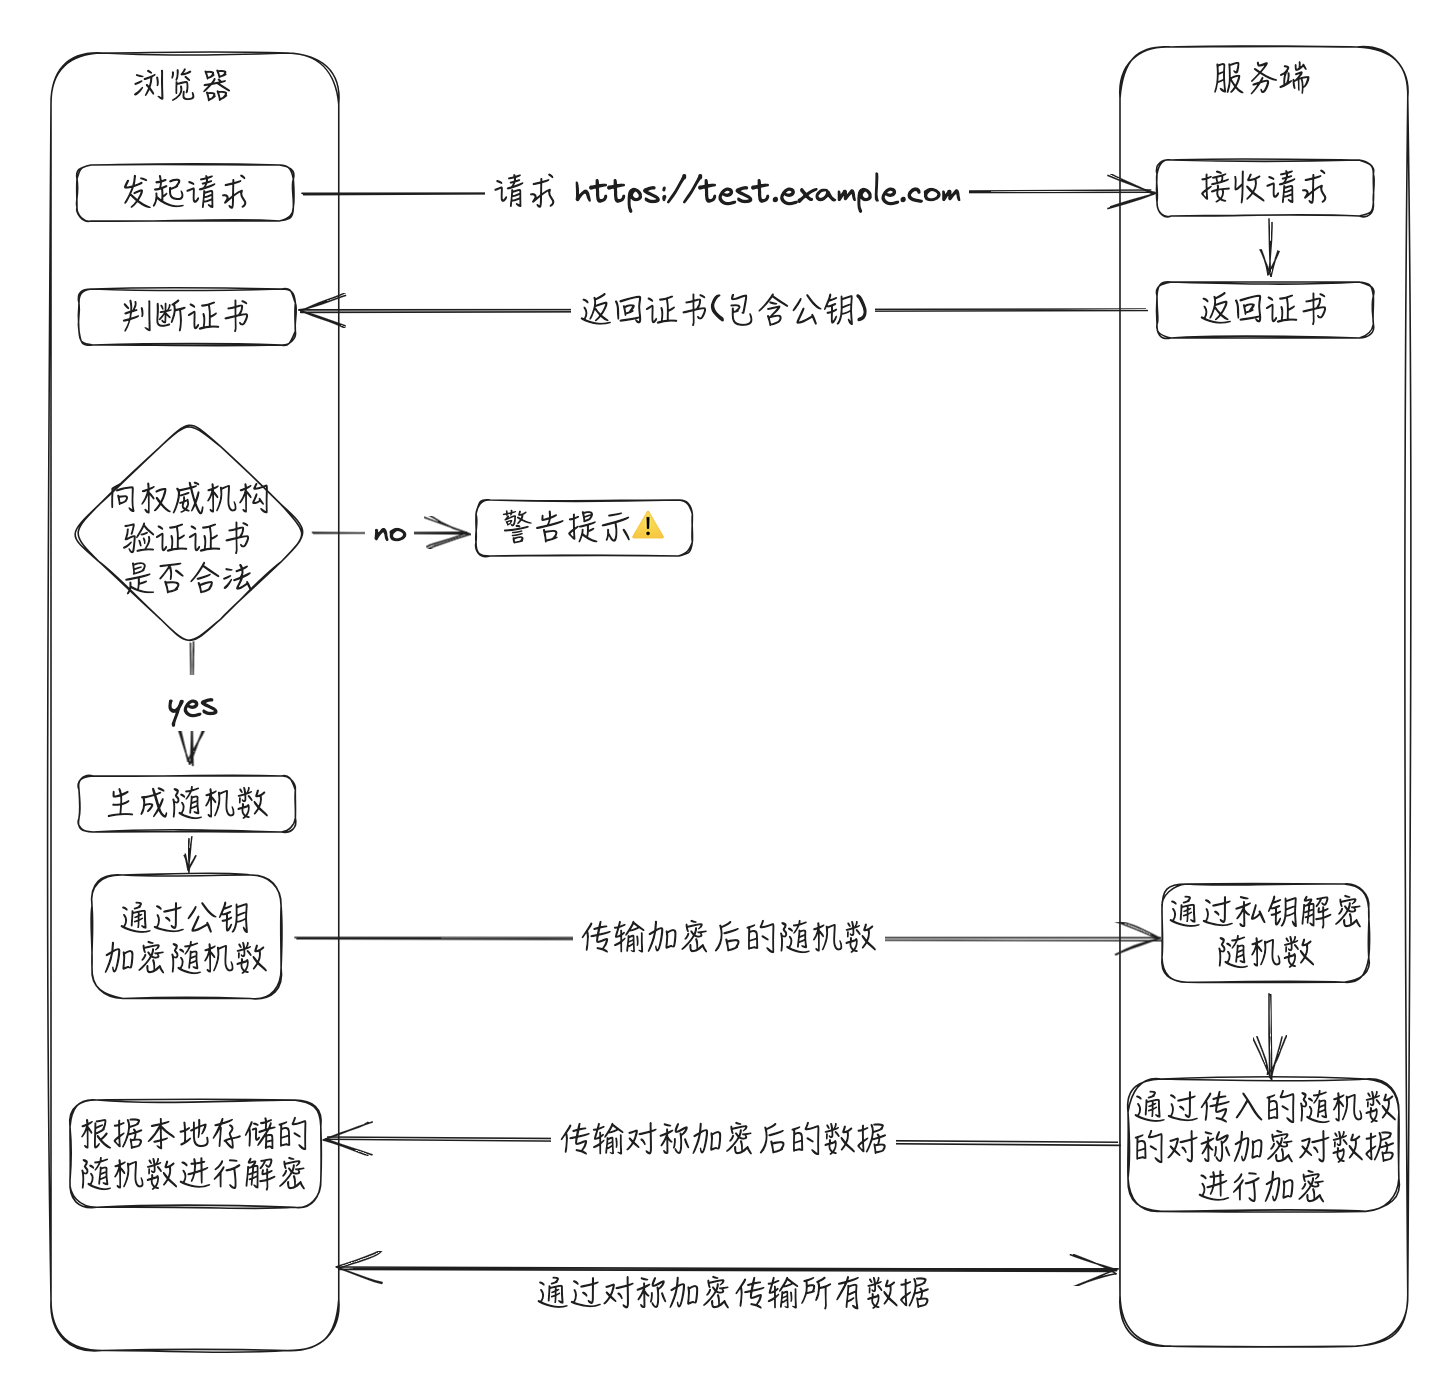 浏览器
服务端
发起请求
请求 https://test.example.com
接收请求
判断证书
返回证书(包含公钥)
返回证书
向权威机构
验证证书
是否合法
no
警告提示⚠️
yes
生成随机数
通过公钥
加密随机数
传输加密后的随机数
通过私钥解密
随机数
根据本地存储的
随机数进行解密
传输对称加密后的数据
通过传入的随机数
的对称加密对数据
进行加密
通过对称加密传输所有数据